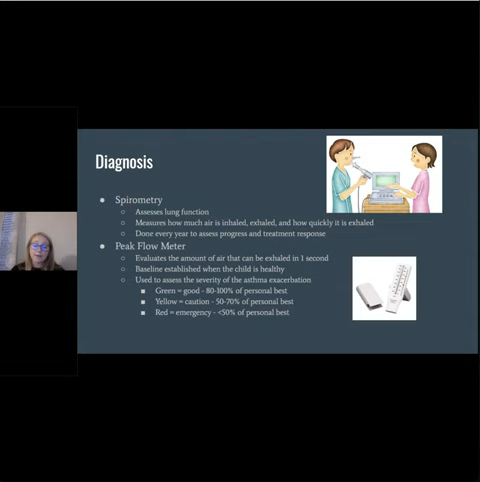 Diagnosis
Spirometry
Assesses lung function
Measures how much air is inhaled, exhaled, and how quickly it is exhaled
Done every year to assess progress and treatment response
Peak Flow Meter
Evaluates the amount of air that can be exhaled in 1 second
Baseline established when the child is healthy
Used to assess the severity of the asthma exacerbation
Green = good - 80-100% of personal best
Yellow = caution - 50-70% of personal best
Red = emergency - <50% of personal best